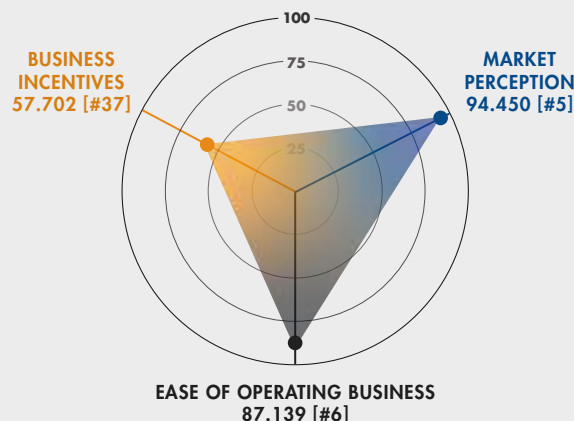 100
75
50
25
BUSINESS
INCENTIVES
57.702 [#37]
MARKET
PERCEPTION
94.450 [#5]
EASE OF OPERATING BUSINESS
87.139 [#6]